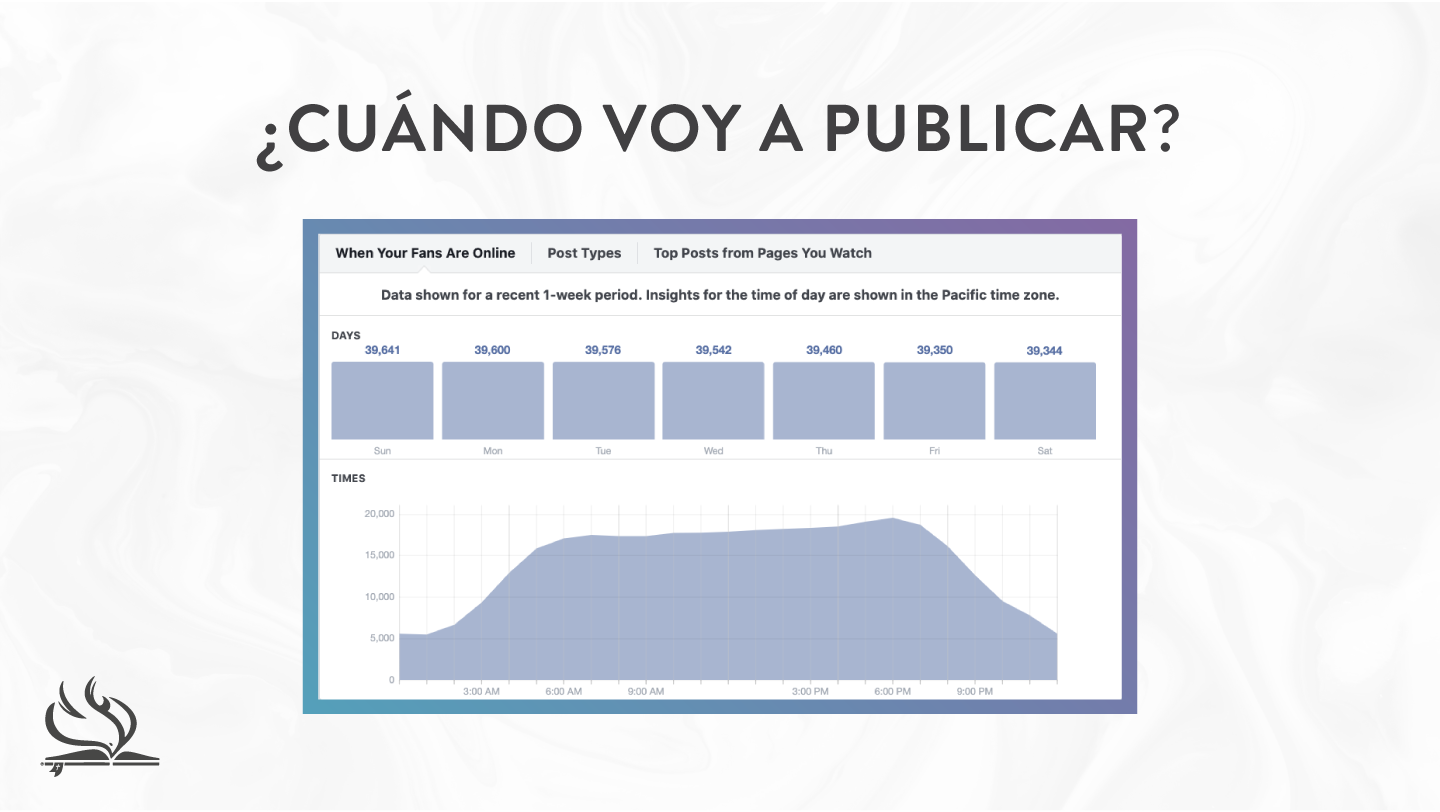 ¿CUÁNDO VOY A PUBLICAR?
When Your Fans Are Online Post Types Top Posts from Pages You Watch
Data shown for a recent 1-week period. Insights for the time of day are shown in the Pacific time zone.
DAYS
39,641 39,600 39,576 39,542 39,460 39,350 39,344
Sun Mon Tue Wed Thu Fri Sat
TIMES
20,000
15,000
10,000
5,000
0
3:00 AM 6:00 AM 9:00 AM 3:00 PM 6:00 PM 9:00 PM